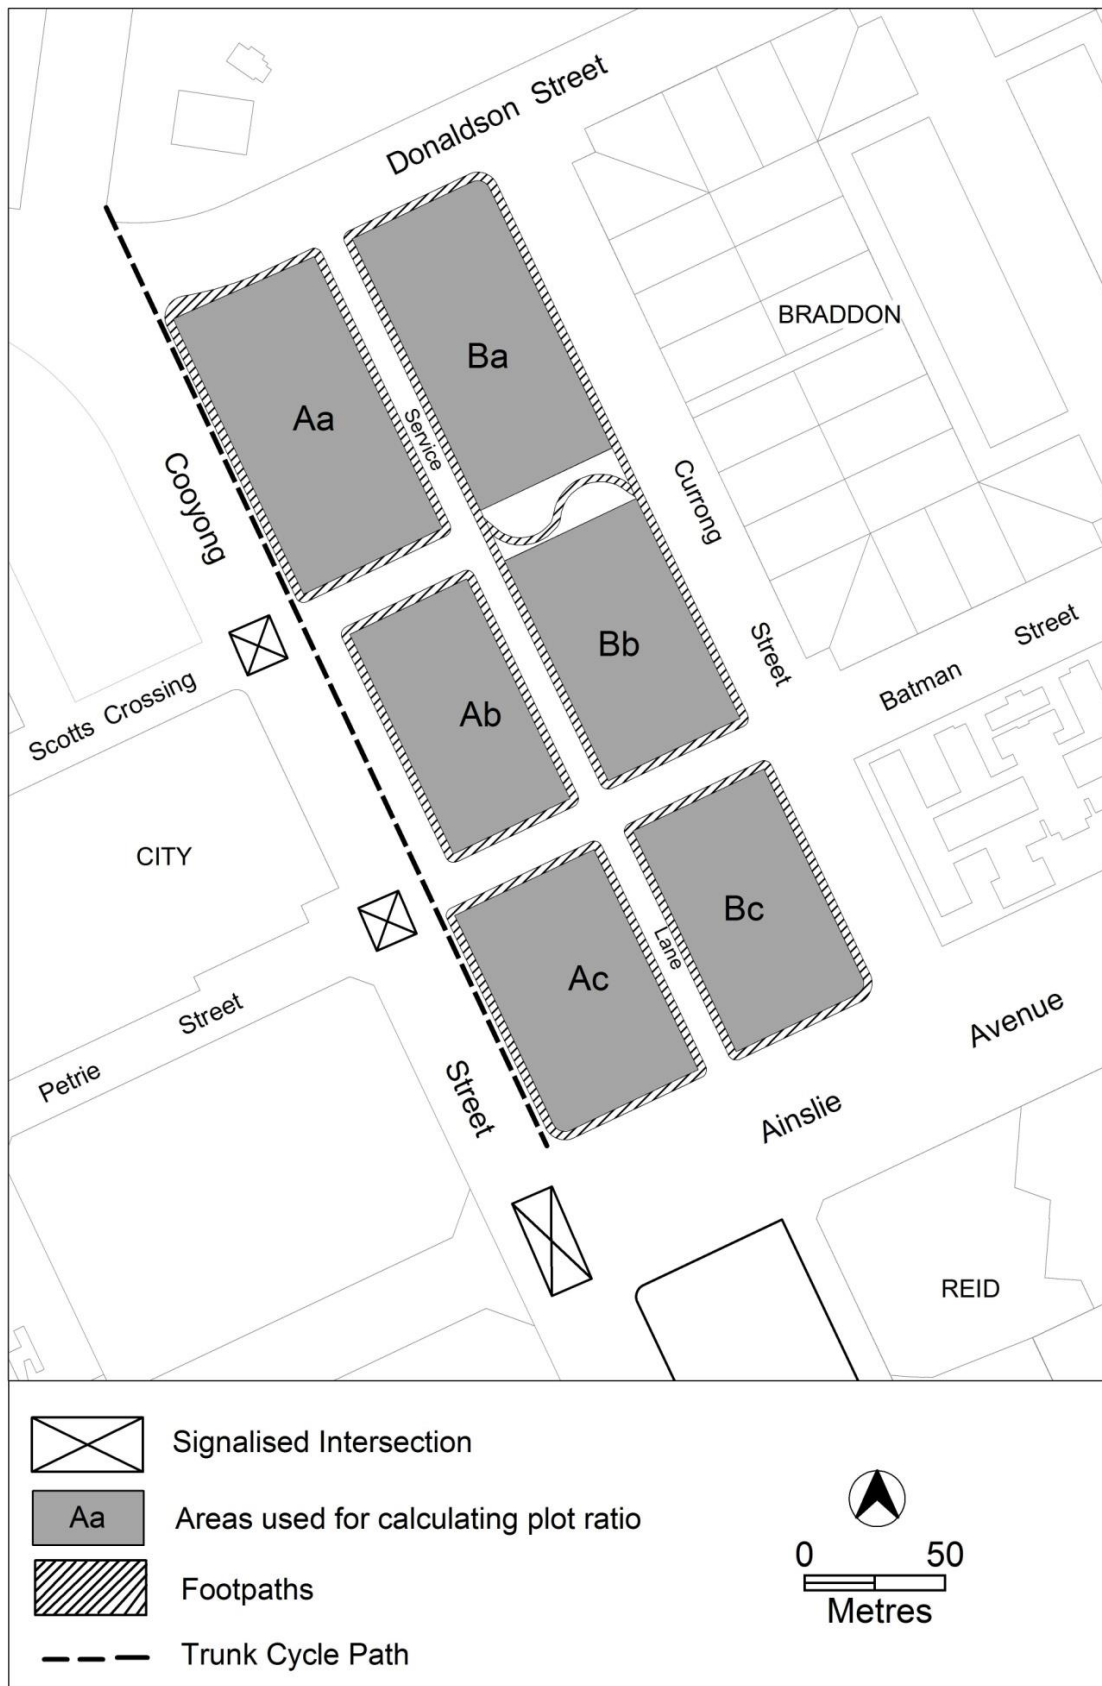 Donaldson Street
BRADDON
Ba
Aa
Service
Cooyong
Currong
Street
Bb
Batman Street
Scotts Crossing
Ab
CITY
Bc
Lane
Ac
Petrie Street
Street
Ainslie Avenue
REID
Signalised Intersection
Aa
Areas used for calculating plot ratio
Footpaths
Trunk Cycle Path
0 50
Metres